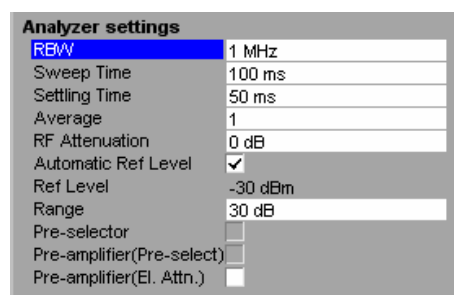 Analyzer settings
RBW 1 MHz
Sweep Time 100 ms
Settling Time 50 ms
Average 1
RF Attenuation 0 dB
Automatic Ref Level
Ref Level -30 dBm
Range 30 dB
Pre-selector
Pre-amplifier(Pre-select)
Pre-amplifier(El. Attn.)